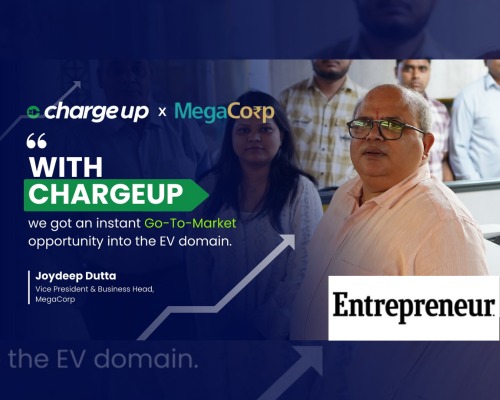 chargeup x MegaCorp
“
WITH
CHARGEUP
we got an instant Go-To-Market
opportunity into the EV domain.
Joydeep Dutta
Vice President & Business Head,
MegaCorp
Entrepreneur
the EV domain.